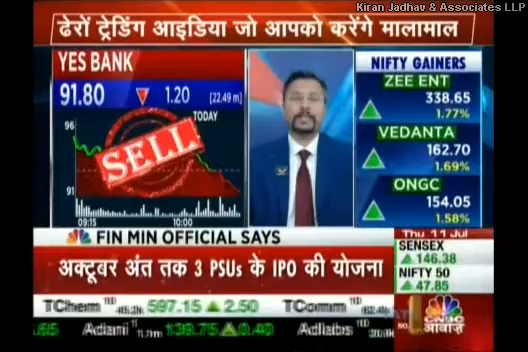 Kiran Jadhav & Associates LLP
ढेरों ट्रेडिंग आइडिया जो आपको करेंगे मालामाल
YES BANK
91.80 1.20 [22.49 m]
TODAY
96
SELL
91
09:15 10:00
NIFTY GAINERS
ZEE ENT
338.65
1.77%
VEDANTA
162.70
1.69%
ONGC
154.05
1.58%
FIN MIN OFFICIAL SAYS
अक्टूबर अंत तक 3 PSUs के IPO की योजना
Thu 11 Jul
SENSEX
146.38
NIFTY 50
47.85
TChem 597.15 2.50 TComm
Adani 139.75 0.40 Adlabs
CNBC
आवाज़